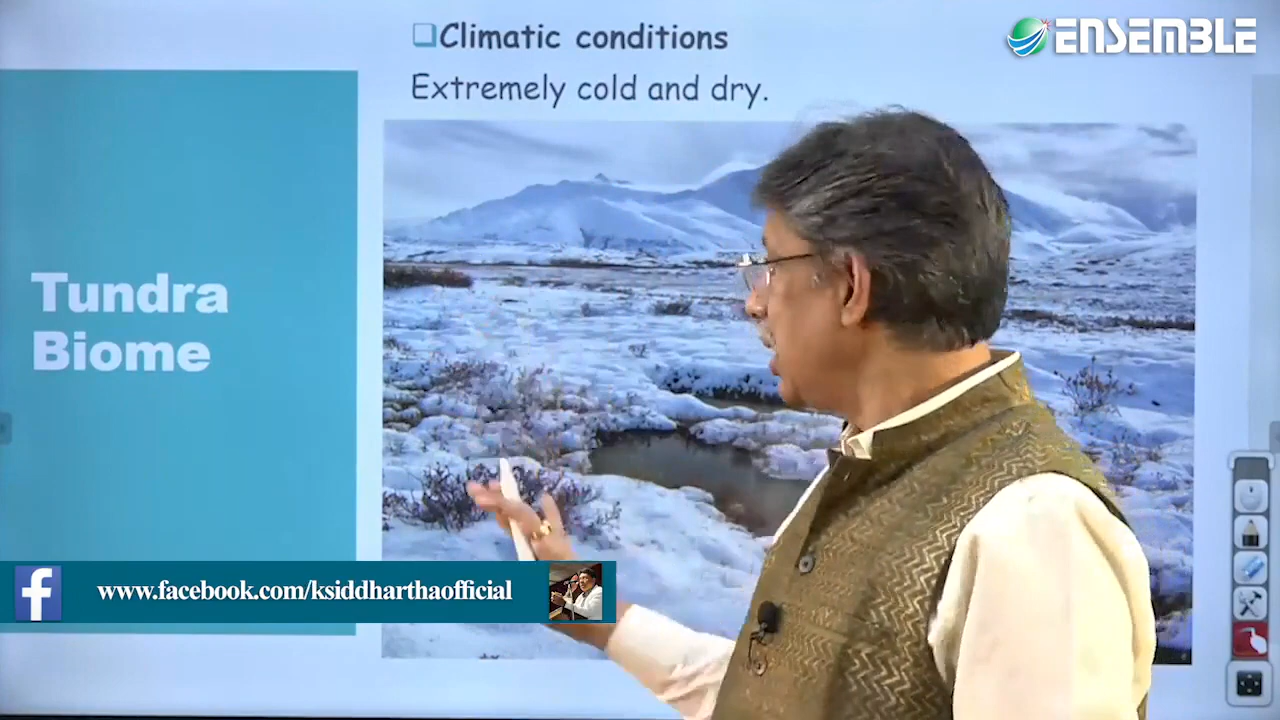 Climatic conditions
Extremely cold and dry.
ENSEMBLE
Tundra
Biome
f
www.facebook.com/ksiddharthaofficial